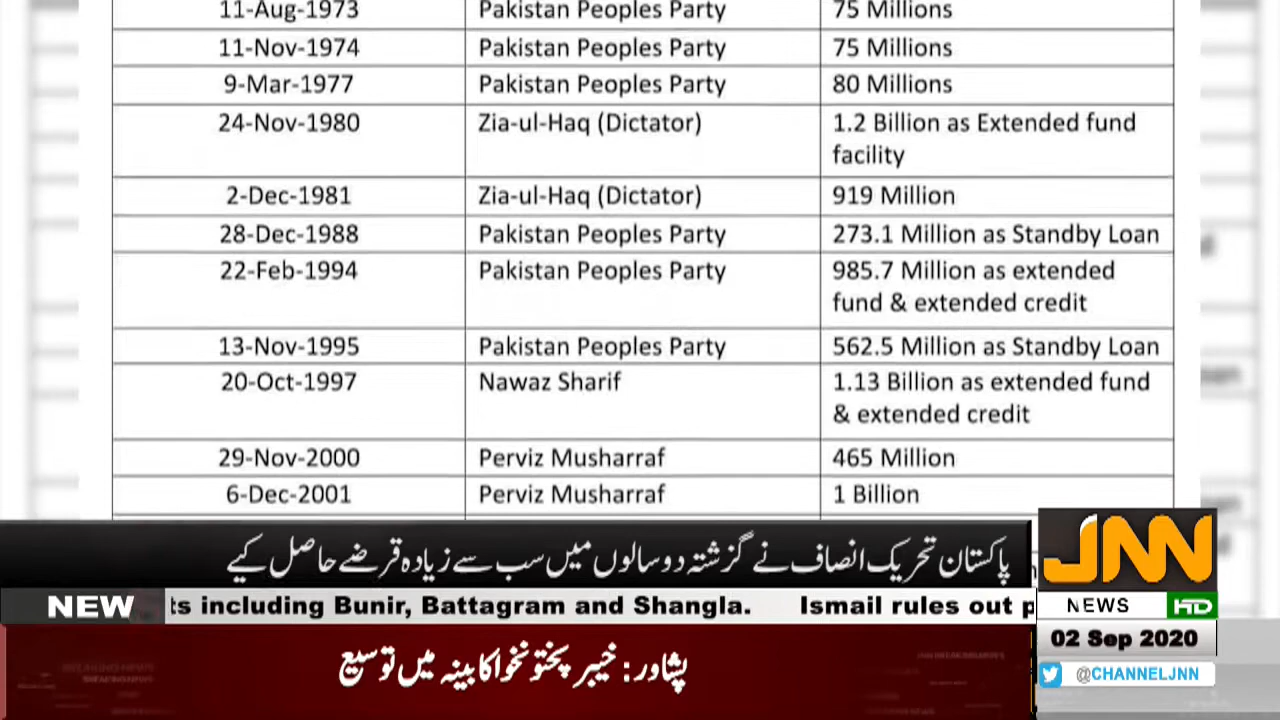 11-Aug-1973 Pakistan Peoples Party 75 Millions
11-Nov-1974 Pakistan Peoples Party 75 Millions
9-Mar-1977 Pakistan Peoples Party 80 Millions
24-Nov-1980 Zia-ul-Haq (Dictator) 1.2 Billion as Extended fund
facility
2-Dec-1981 Zia-ul-Haq (Dictator) 919 Million
28-Dec-1988 Pakistan Peoples Party 273.1 Million as Standby Loan
22-Feb-1994 Pakistan Peoples Party 985.7 Million as extended
fund & extended credit
13-Nov-1995 Pakistan Peoples Party 562.5 Million as Standby Loan
20-Oct-1997 Nawaz Sharif 1.13 Billion as extended fund
& extended credit
29-Nov-2000 Perviz Musharraf 465 Million
6-Dec-2001 Perviz Musharraf 1 Billion
پاکستان تحریک انصاف نے گزشتہ دو سالوں میں سب سے زیادہ قرضے حاصل کیے
JNN
NEWS HD
NEW ts including Bunir, Battagram and Shangla. Ismail rules out p
02 Sep 2020
@CHANNELJNN
پشاور: خیبر پختونخوا کابینہ میں توسیع